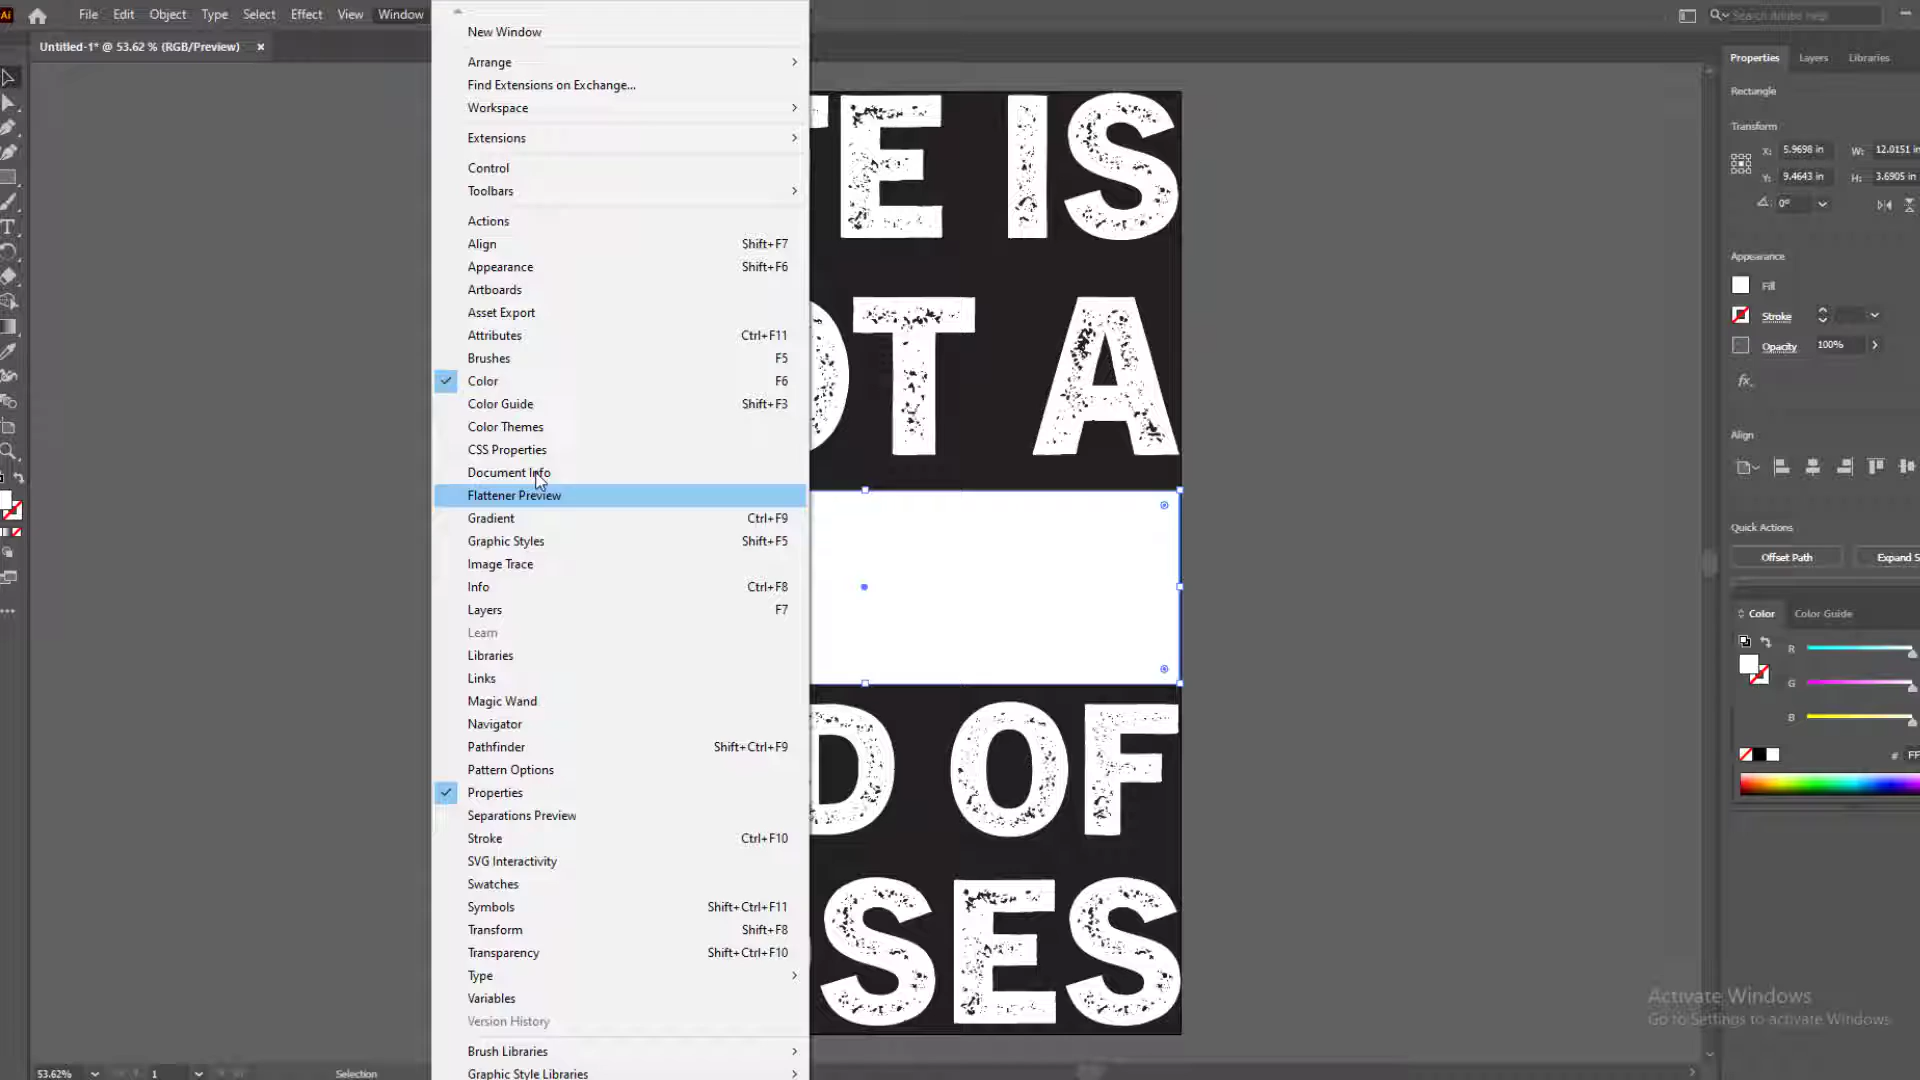 File Edit Object Type Select Effect View Window
Search Adobe Help
Untitled-1* @ 53.62 % (RGB/Preview) ×
New Window
Arrange
Find Extensions on Exchange...
Workspace
Extensions
Control
Toolbars
Actions
Align Shift+F7
Appearance Shift+F6
Artboards
Asset Export
Attributes Ctrl+F11
Brushes F5
Color F6
Color Guide Shift+F3
Color Themes
CSS Properties
Document Info
Flattener Preview
Gradient Ctrl+F9
Graphic Styles Shift+F5
Image Trace
Info Ctrl+F8
Layers F7
Learn
Libraries
Links
Magic Wand
Navigator
Pathfinder Shift+Ctrl+F9
Pattern Options
Properties
Separations Preview
Stroke Ctrl+F10
SVG Interactivity
Swatches
Symbols Shift+Ctrl+F11
Transform Shift+F8
Transparency Shift+Ctrl+F10
Type
Variables
Version History
Brush Libraries
Graphic Style Libraries
TE IS
OT A
D OF
SES
Properties Layers Libraries
Rectangle
Transform
X: 5.9698 in W: 12.0151 in
Y: 9.4643 in H: 3.6905 in
0°
Appearance
Fill
Stroke
Opacity 100%
fx.
Align
Quick Actions
Offset Path Expand S
Color Color Guide
R
G
B
# FF
Activate Windows
Go to Settings to activate Windows.
53.62% 1 Selection